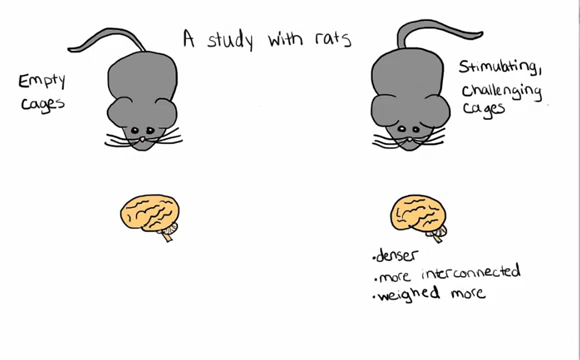 A study with rats
Empty
cages
Stimulating,
challenging
cages
•denser
•more interconnected
•weighed more